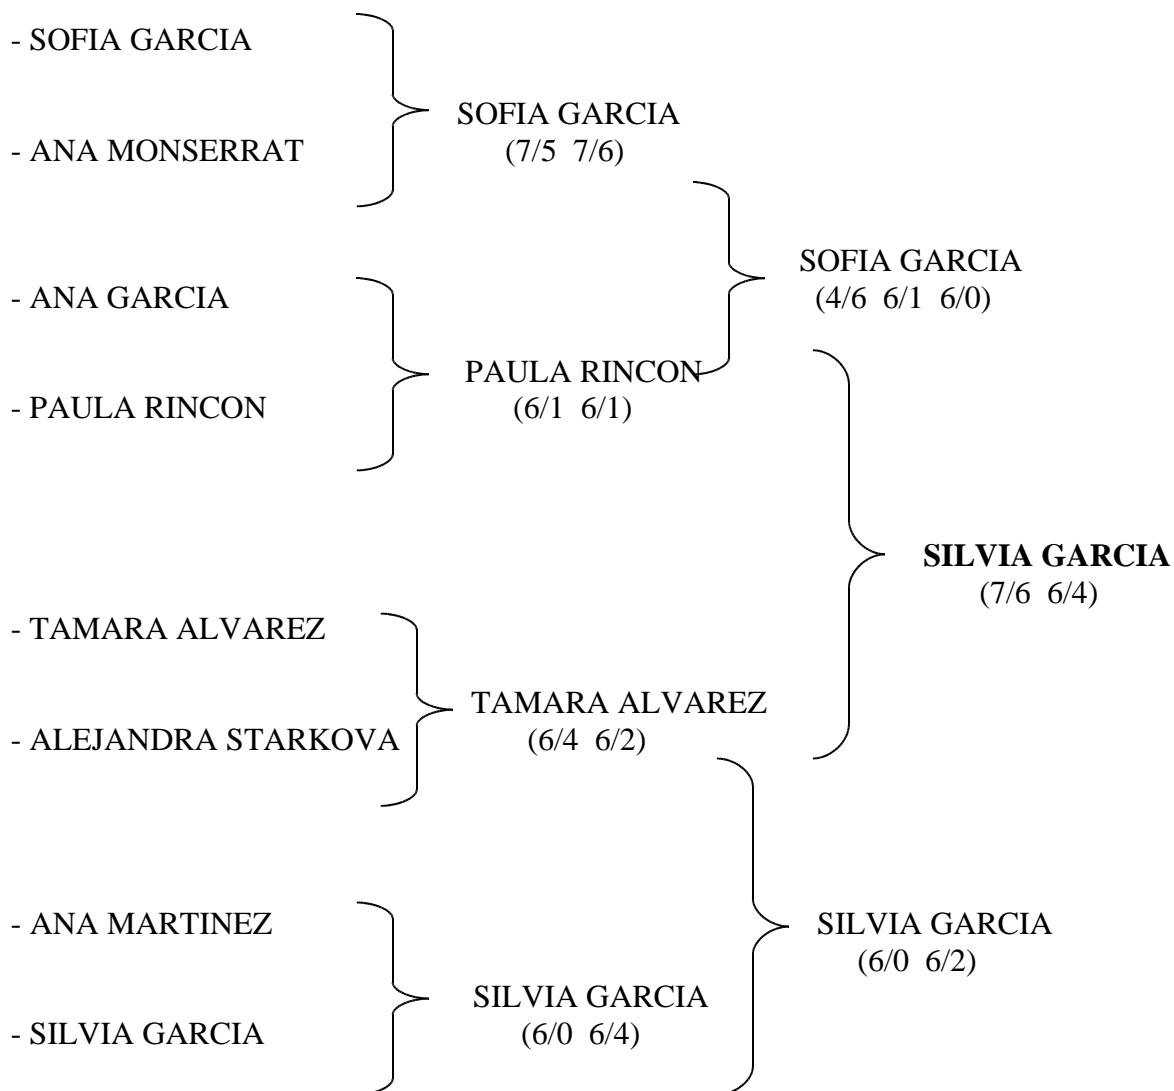 - SOFIA GARCIA
SOFIA GARCIA
- ANA MONSERRAT
(7/5 7/6)
SOFIA GARCIA
- ANA GARCIA
(4/6 6/1 6/0)
PAULA RINCON
- PAULA RINCON
(6/1 6/1)
SILVIA GARCIA
(7/6 6/4)
- TAMARA ALVAREZ
TAMARA ALVAREZ
- ALEJANDRA STARKOVA
(6/4 6/2)
- ANA MARTINEZ
SILVIA GARCIA
(6/0 6/2)
SILVIA GARCIA
- SILVIA GARCIA
(6/0 6/4)